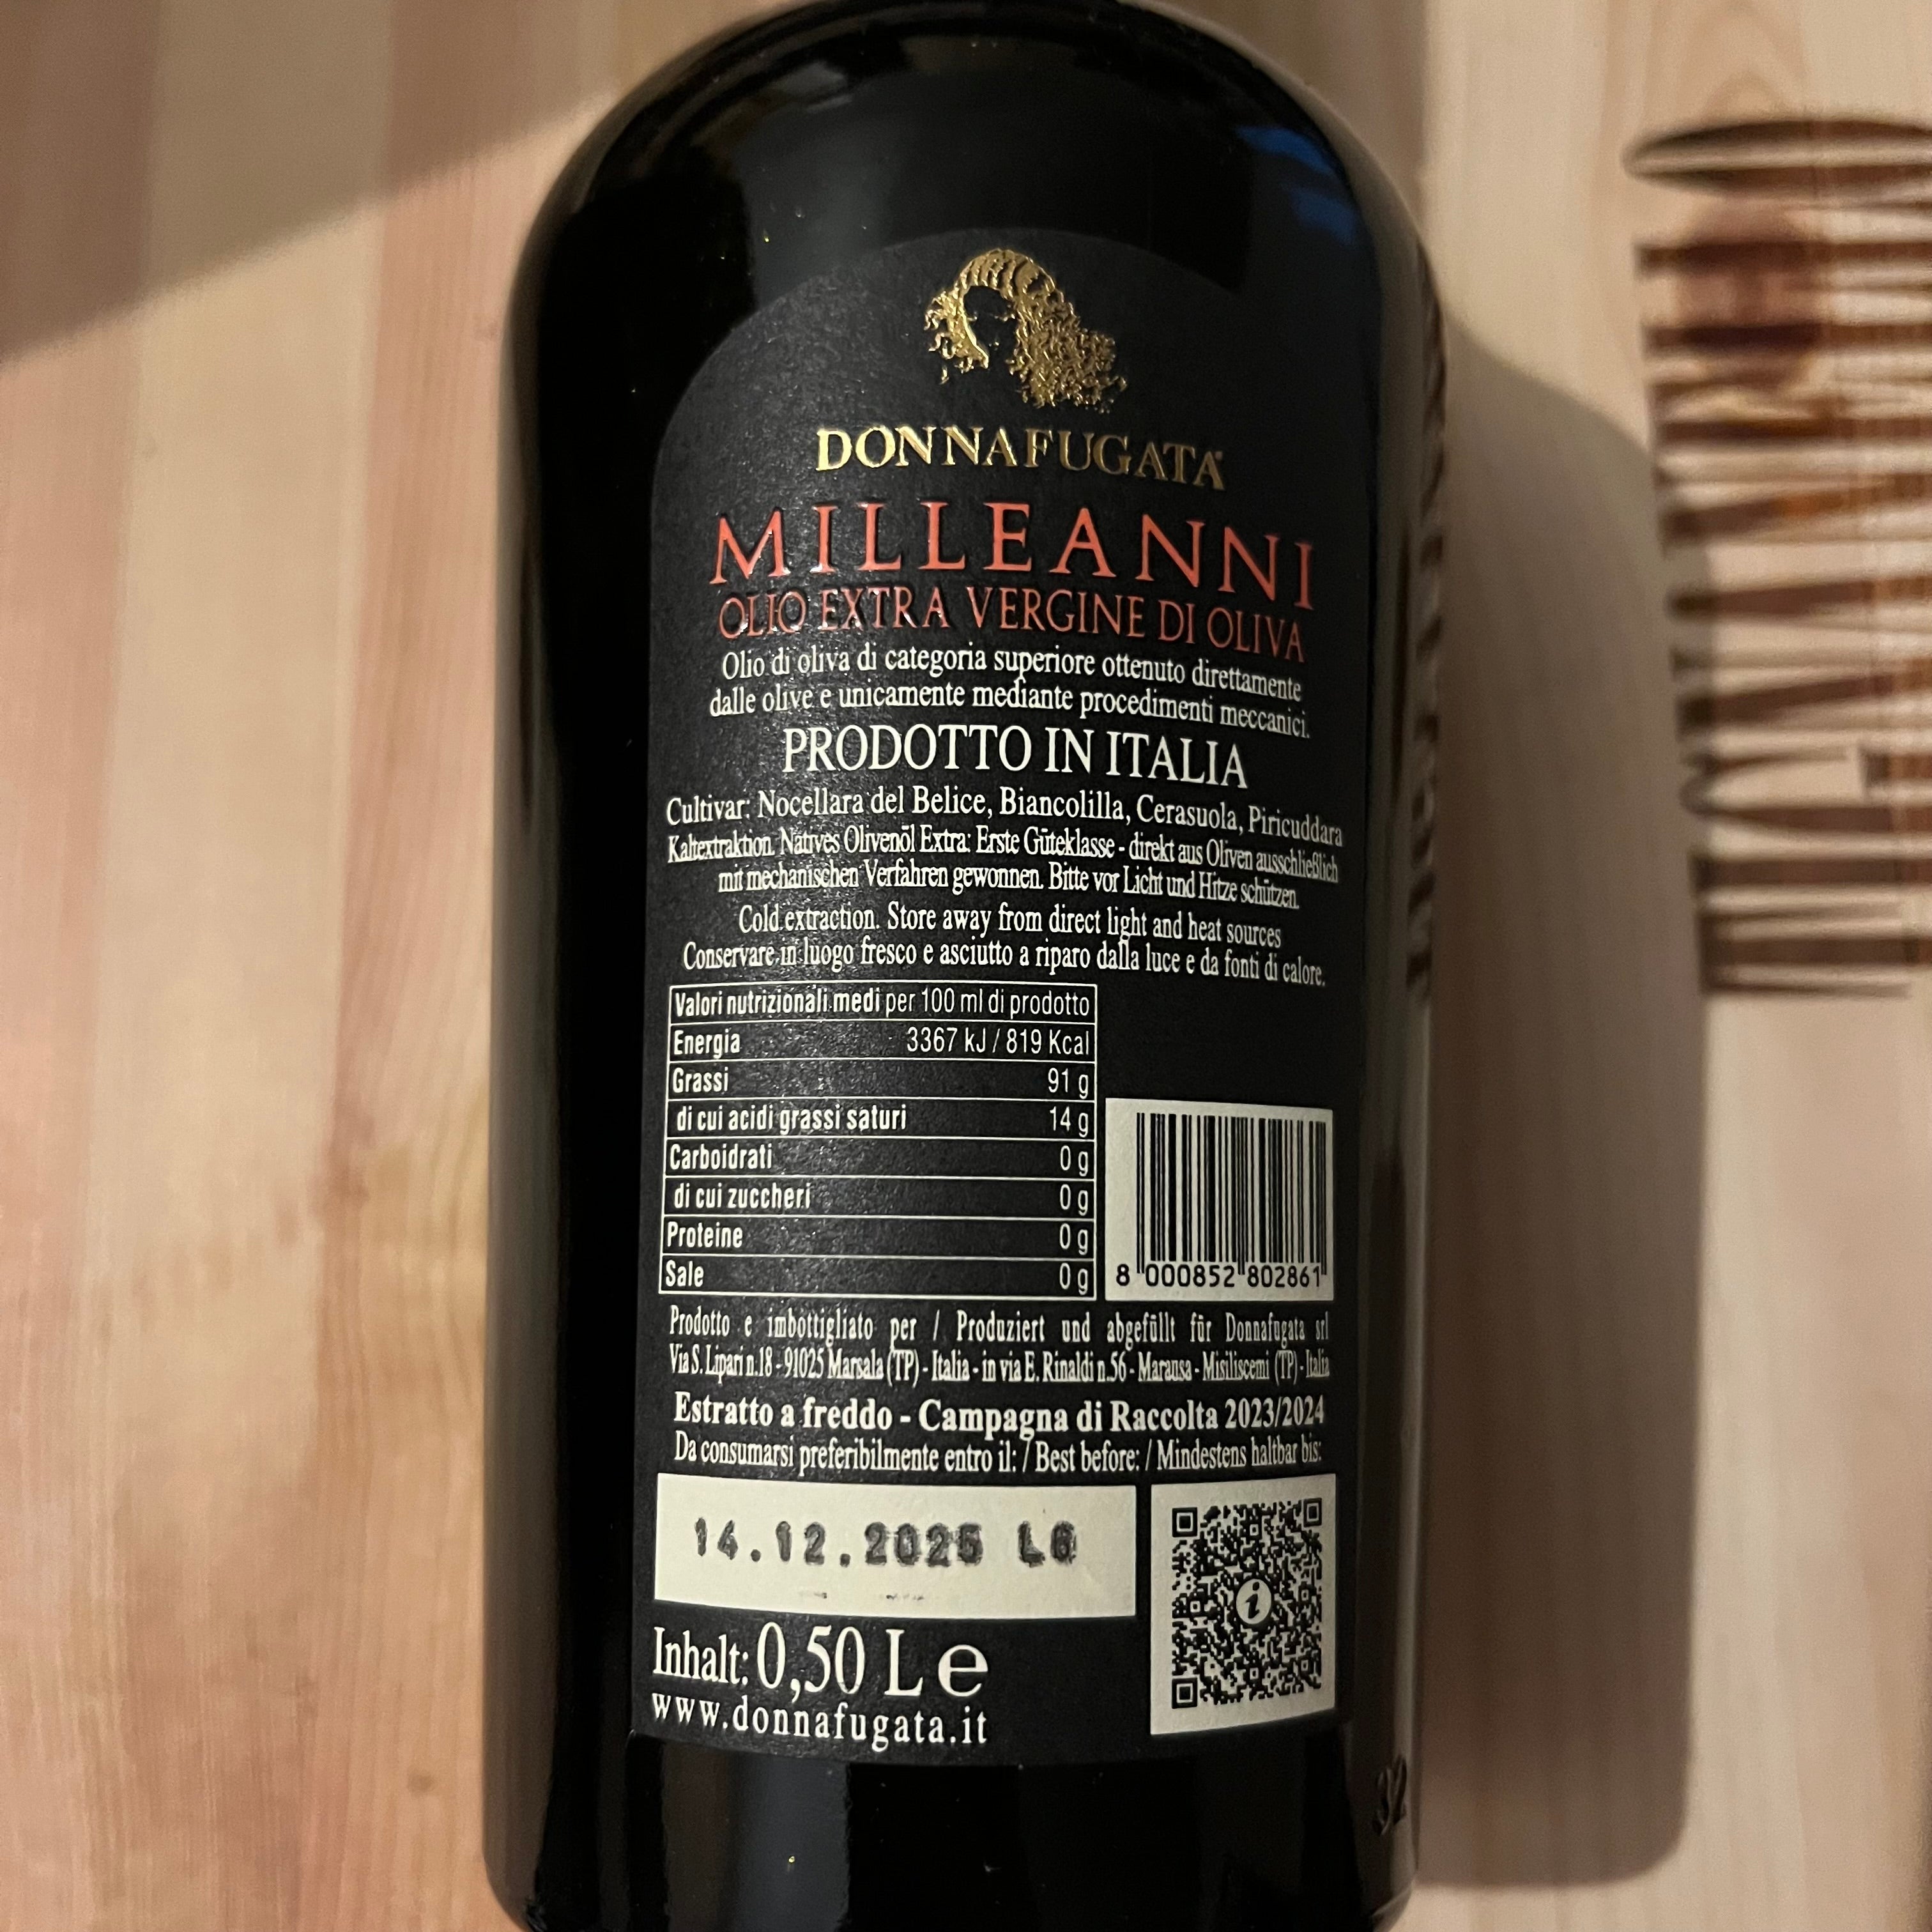 DONNAFUGATA®
MILLEANNI
OLIO EXTRA VERGINE DI OLIVA
Olio di oliva di categoria superiore ottenuto direttamente
dalle olive e unicamente mediante procedimenti meccanici.
PRODOTTO IN ITALIA
Cultivar: Nocellara del Belice, Biancolilla, Cerasuola, Piricuddara
Kaltextraktion. Natives Olivenöl Extra: Erste Güteklasse - direkt aus Oliven ausschließlich
mit mechanischen Verfahren gewonnen. Bitte vor Licht und Hitze schützen.
Cold extraction. Store away from direct light and heat sources
Conservare in luogo fresco e asciutto a riparo dalla luce e da fonti di calore.
Valori nutrizionali medi per 100 ml di prodotto
Energia 3367 kJ / 819 Kcal
Grassi 91 g
di cui acidi grassi saturi 14 g
Carboidrati 0 g
di cui zuccheri 0 g
Proteine 0 g
Sale 0 g
8 000852 802861
Prodotto e imbottigliato per / Produziert und abgefüllt für Donnafugata srl
Via S. Lipari n.18 - 91025 Marsala (TP) - Italia - in via E. Rinaldi n.56 - Marausa - Misiliscemi (TP) - Italia
Estratto a freddo - Campagna di Raccolta 2023/2024
Da consumarsi preferibilmente entro il: / Best before: / Mindestens haltbar bis:
14.12.2025 L6
i
Inhalt: 0,50 L e
www.donnafugata.it